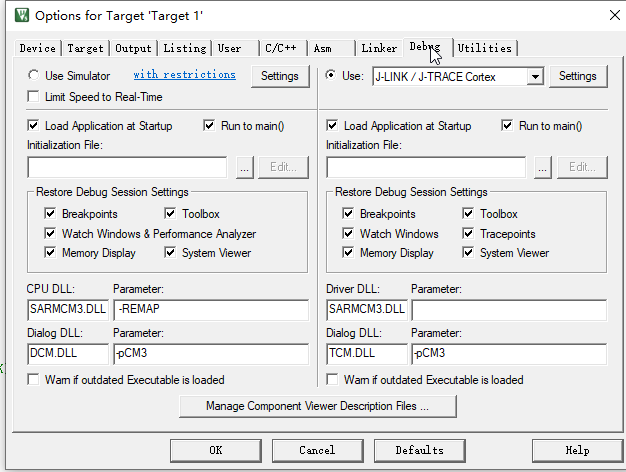 Options for Target 'Target 1'
Device Target Output Listing User C/C++ Asm Linker Debug Utilities
Use Simulator with restrictions Settings
Limit Speed to Real-Time
Load Application at Startup Run to main()
Initialization File:
... Edit...
Restore Debug Session Settings
Breakpoints Toolbox
Watch Windows & Performance Analyzer
Memory Display System Viewer
CPU DLL: Parameter:
SARMCM3.DLL -REMAP
Dialog DLL: Parameter:
DCM.DLL -pCM3
Warn if outdated Executable is loaded
Use: J-LINK / J-TRACE Cortex Settings
Load Application at Startup Run to main()
Initialization File:
... Edit...
Restore Debug Session Settings
Breakpoints Toolbox
Watch Windows Tracepoints
Memory Display System Viewer
Driver DLL: Parameter:
SARMCM3.DLL
Dialog DLL: Parameter:
TCM.DLL -pCM3
Warn if outdated Executable is loaded
Manage Component Viewer Description Files ...
OK Cancel Defaults Help